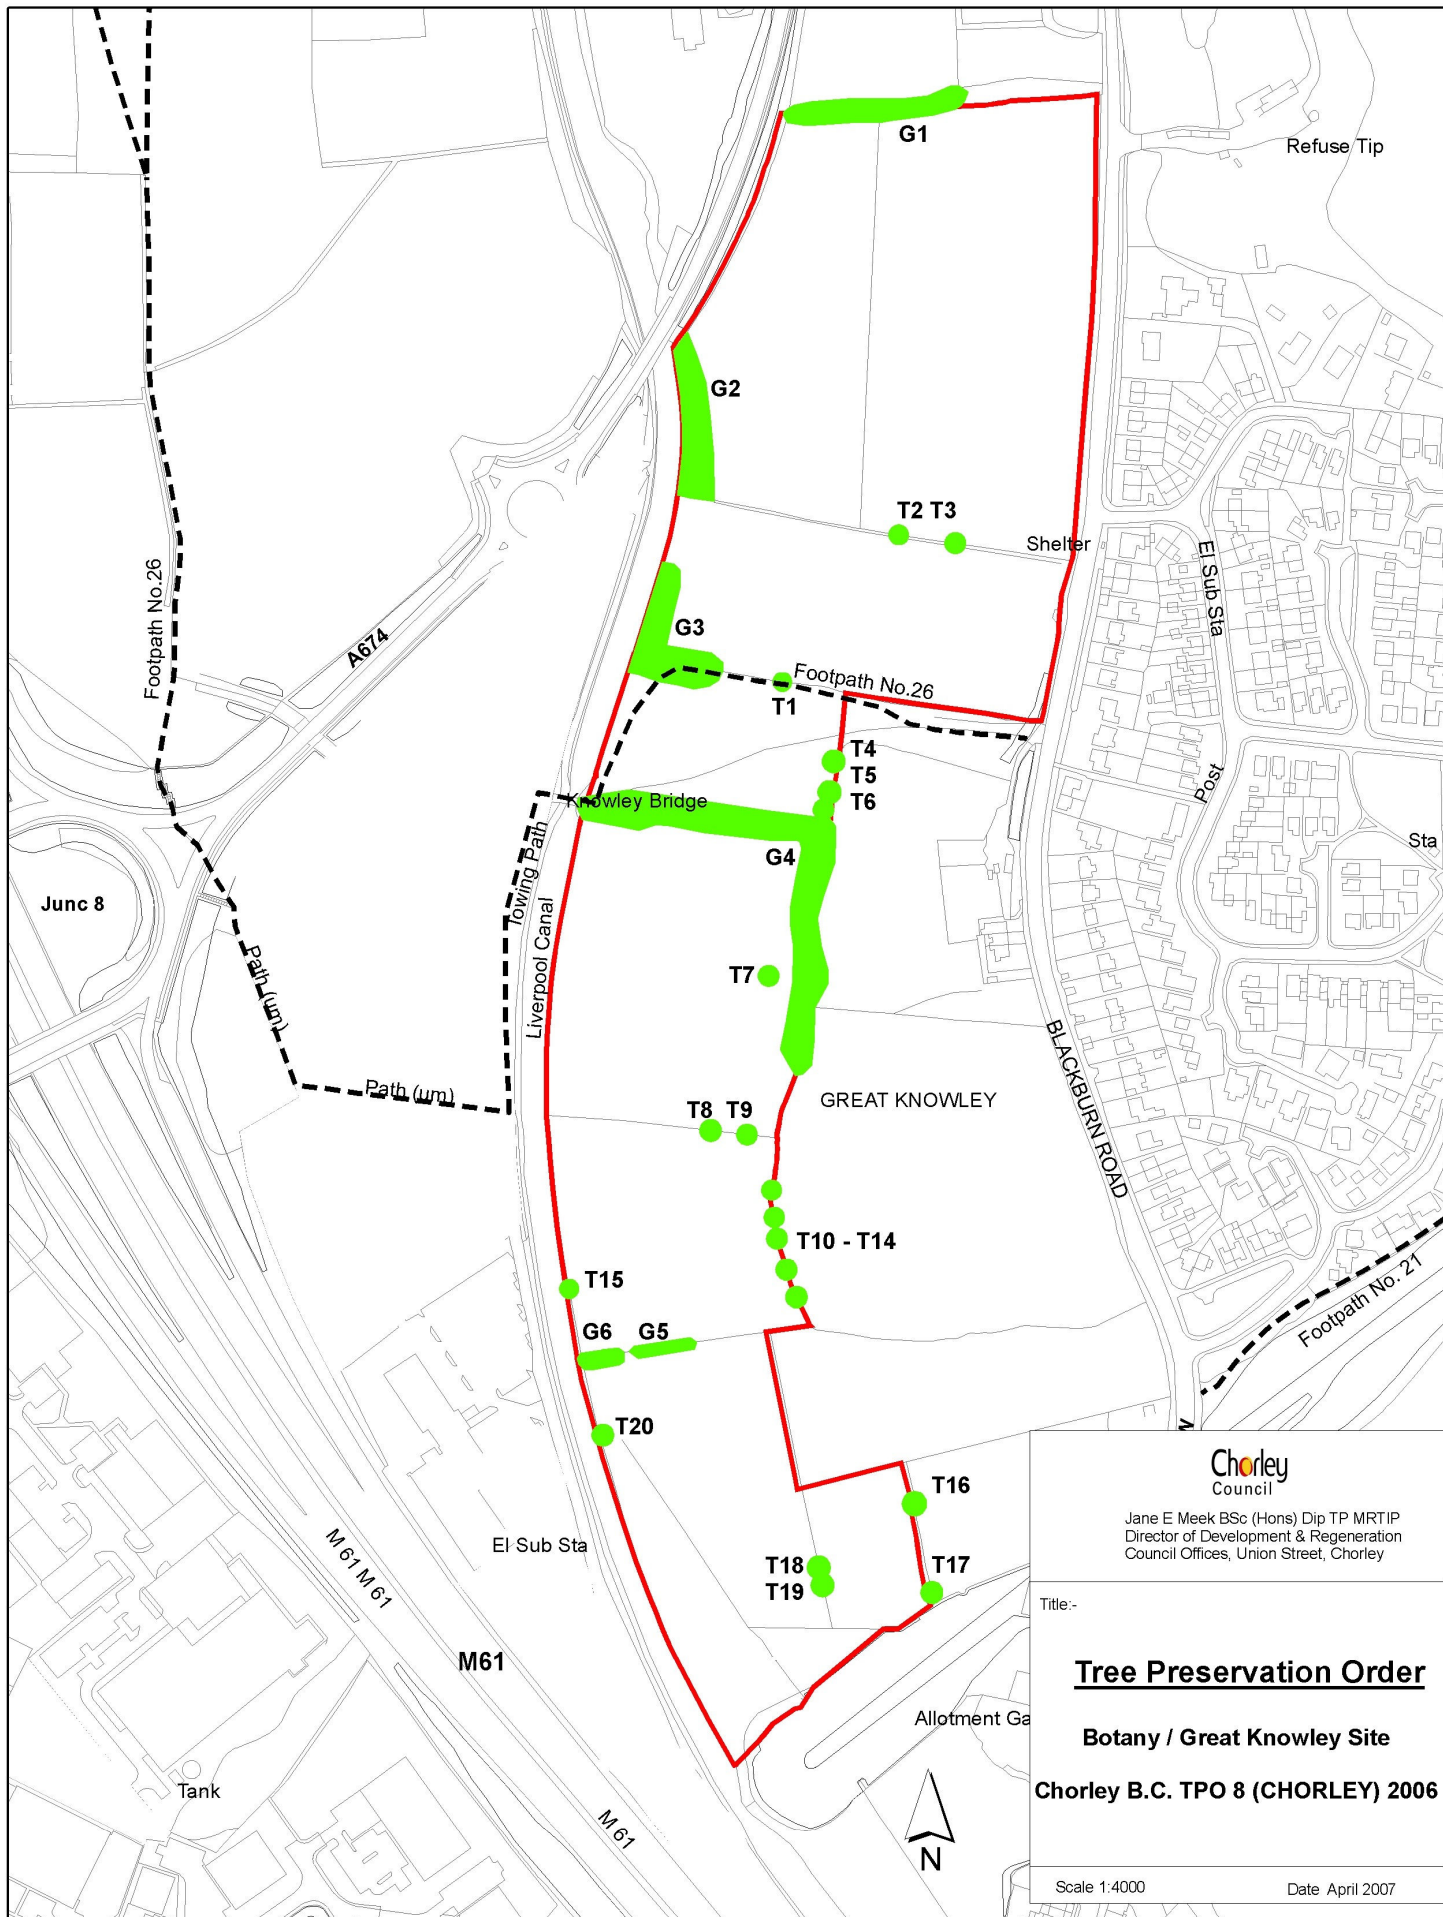 G1
Refuse Tip
G2
T2 T3
Shelter
El Sub Sta
Footpath No.26
A674
G3
Footpath No.26
T1
T4
T5
T6
Post
Knowley Bridge
G4
Sta
Towing Path
Junc 8
Liverpool Canal
Path (um)
T7
BLACKBURN ROAD
Path (um)
GREAT KNOWLEY
T8 T9
T10 - T14
T15
G6 G5
Footpath No. 21
T20
T16
El Sub Sta
M 61 M 61
T18
T19
T17
M61
Allotment Ga
Tank
M 61
N
Chorley
Council
Jane E Meek BSc (Hons) Dip TP MRTIP
Director of Development & Regeneration
Council Offices, Union Street, Chorley
Title:-
Tree Preservation Order
Botany / Great Knowley Site
Chorley B.C. TPO 8 (CHORLEY) 2006
Scale 1:4000
Date April 2007